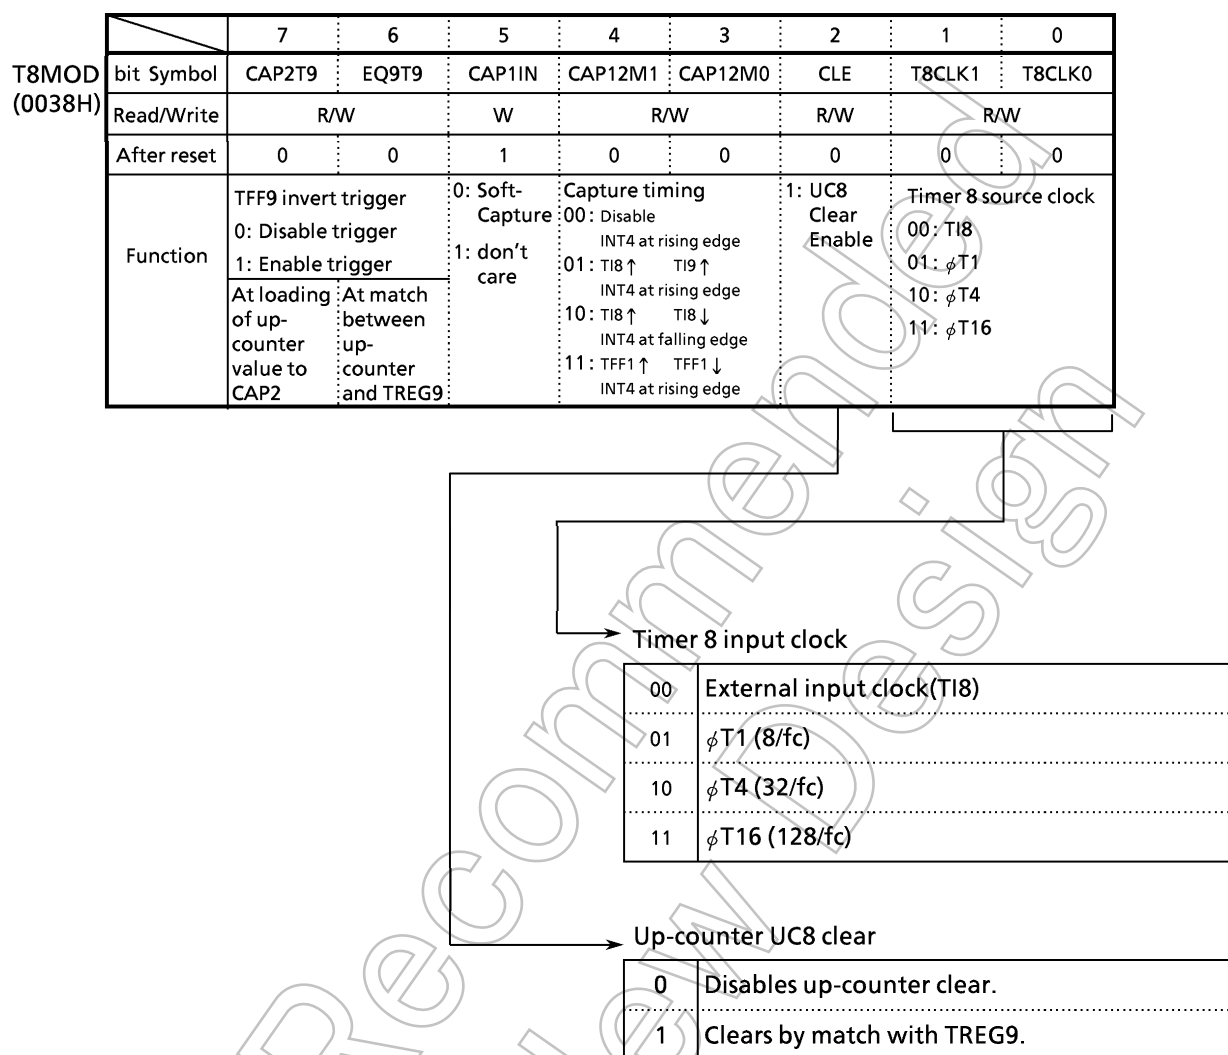 7 6 5 4 3 2 1 0
T8MOD (0038H)
bit Symbol CAP2T9 EQ9T9 CAP1IN CAP12M1 CAP12M0 CLE T8CLK1 T8CLK0
Read/Write R/W W R/W R/W R/W
After reset 0 0 1 0 0 0 0 0
Function
TFF9 invert trigger
0: Disable trigger
1: Enable trigger
At loading
of up-
counter
value to
CAP2
At match
between
up-
counter
and TREG9
0: Soft-
Capture
1: don't
care
Capture timing
00: Disable
INT4 at rising edge
01: TI8↑ TI9↑
INT4 at rising edge
10: TI8↑ TI8↓
INT4 at falling edge
11: TFF1↑ TFF1↓
INT4 at rising edge
1: UC8
Clear
Enable
Timer 8 source clock
00: TI8
01: ϕT1
10: ϕT4
11: ϕT16
Timer 8 input clock
00 External input clock(TI8)
01 ϕT1 (8/fc)
10 ϕT4 (32/fc)
11 ϕT16 (128/fc)
Up-counter UC8 clear
0 Disables up-counter clear.
1 Clears by match with TREG9.
Recommended
New Design